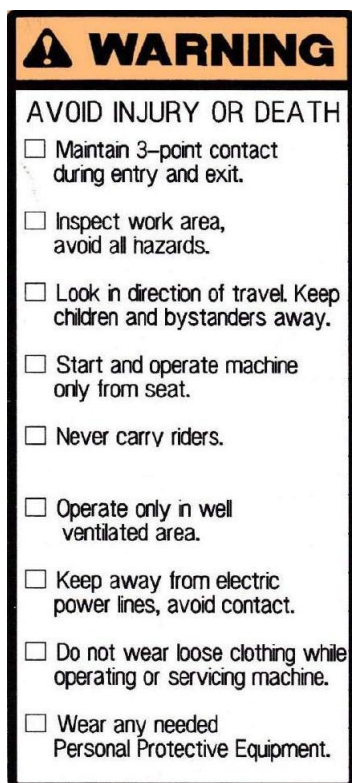 WARNING
AVOID INJURY OR DEATH
☐ Maintain 3-point contact
during entry and exit.
☐ Inspect work area,
avoid all hazards.
☐ Look in direction of travel. Keep
children and bystanders away.
☐ Start and operate machine
only from seat.
☐ Never carry riders.
☐ Operate only in well
ventilated area.
☐ Keep away from electric
power lines, avoid contact.
☐ Do not wear loose clothing while
operating or servicing machine.
☐ Wear any needed
Personal Protective Equipment.